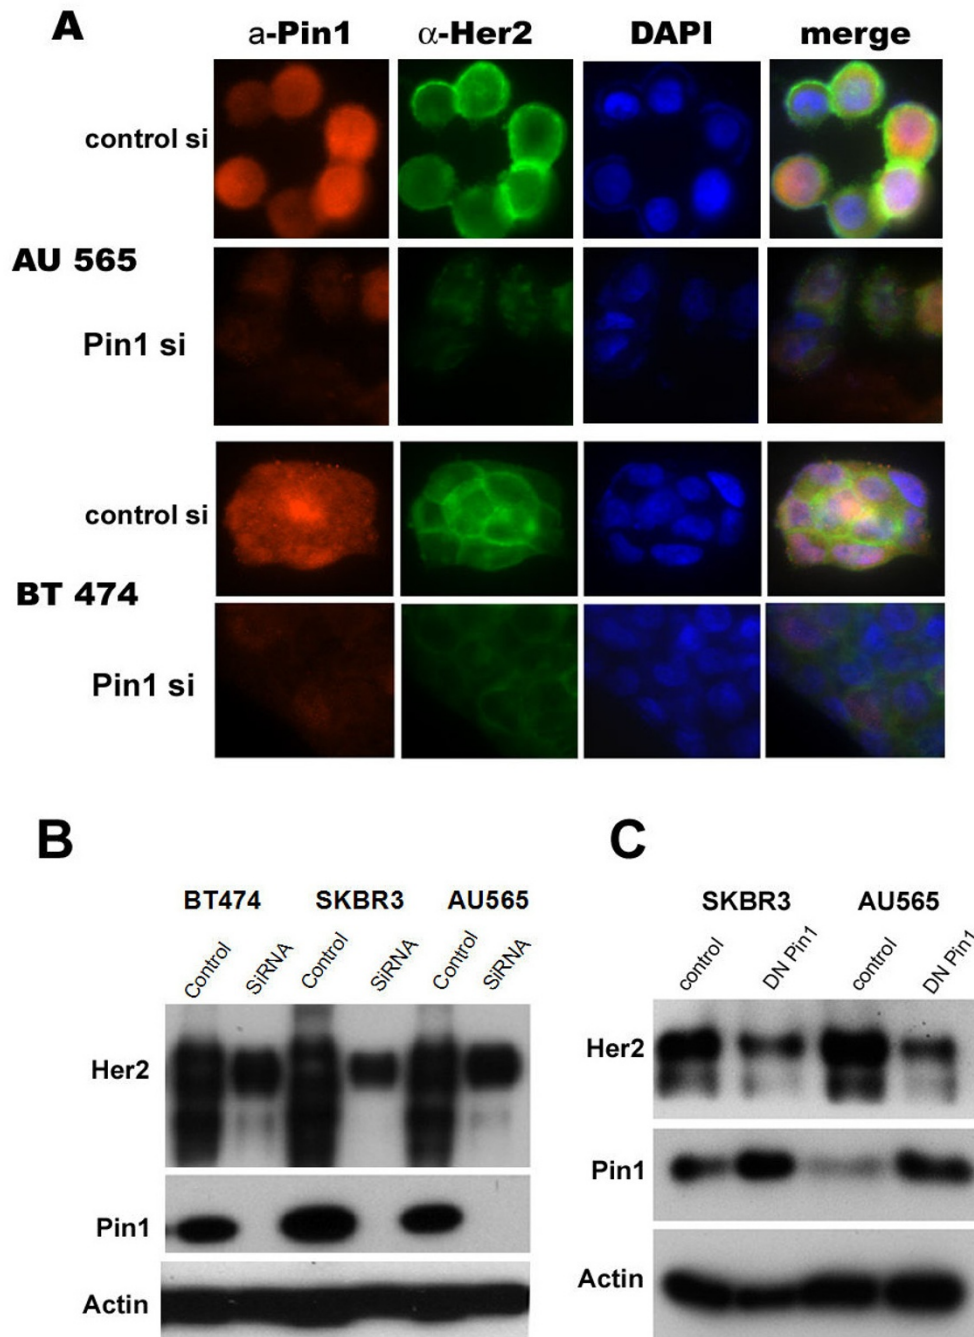 A
a-Pin1 α-Her2 DAPI merge
control si
AU 565
Pin1 si
control si
BT 474
Pin1 si
B
BT474 SKBR3 AU565
Control SiRNA Control SiRNA Control SiRNA
Her2
Pin1
Actin
C
SKBR3 AU565
control DN Pin1 control DN Pin1
Her2
Pin1
Actin